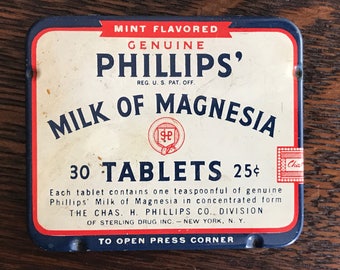 MINT FLAVORED
GENUINE
PHILLIPS'
REG. U. S. PAT. OFF.
MILK OF MAGNESIA
30 TABLETS 25¢
Each tablet contains one teaspoonful of genuine
Phillips' Milk of Magnesia in concentrated form
THE CHAS. H. PHILLIPS CO., DIVISION
OF STERLING DRUG INC. — NEW YORK, N. Y.
TO OPEN PRESS CORNER